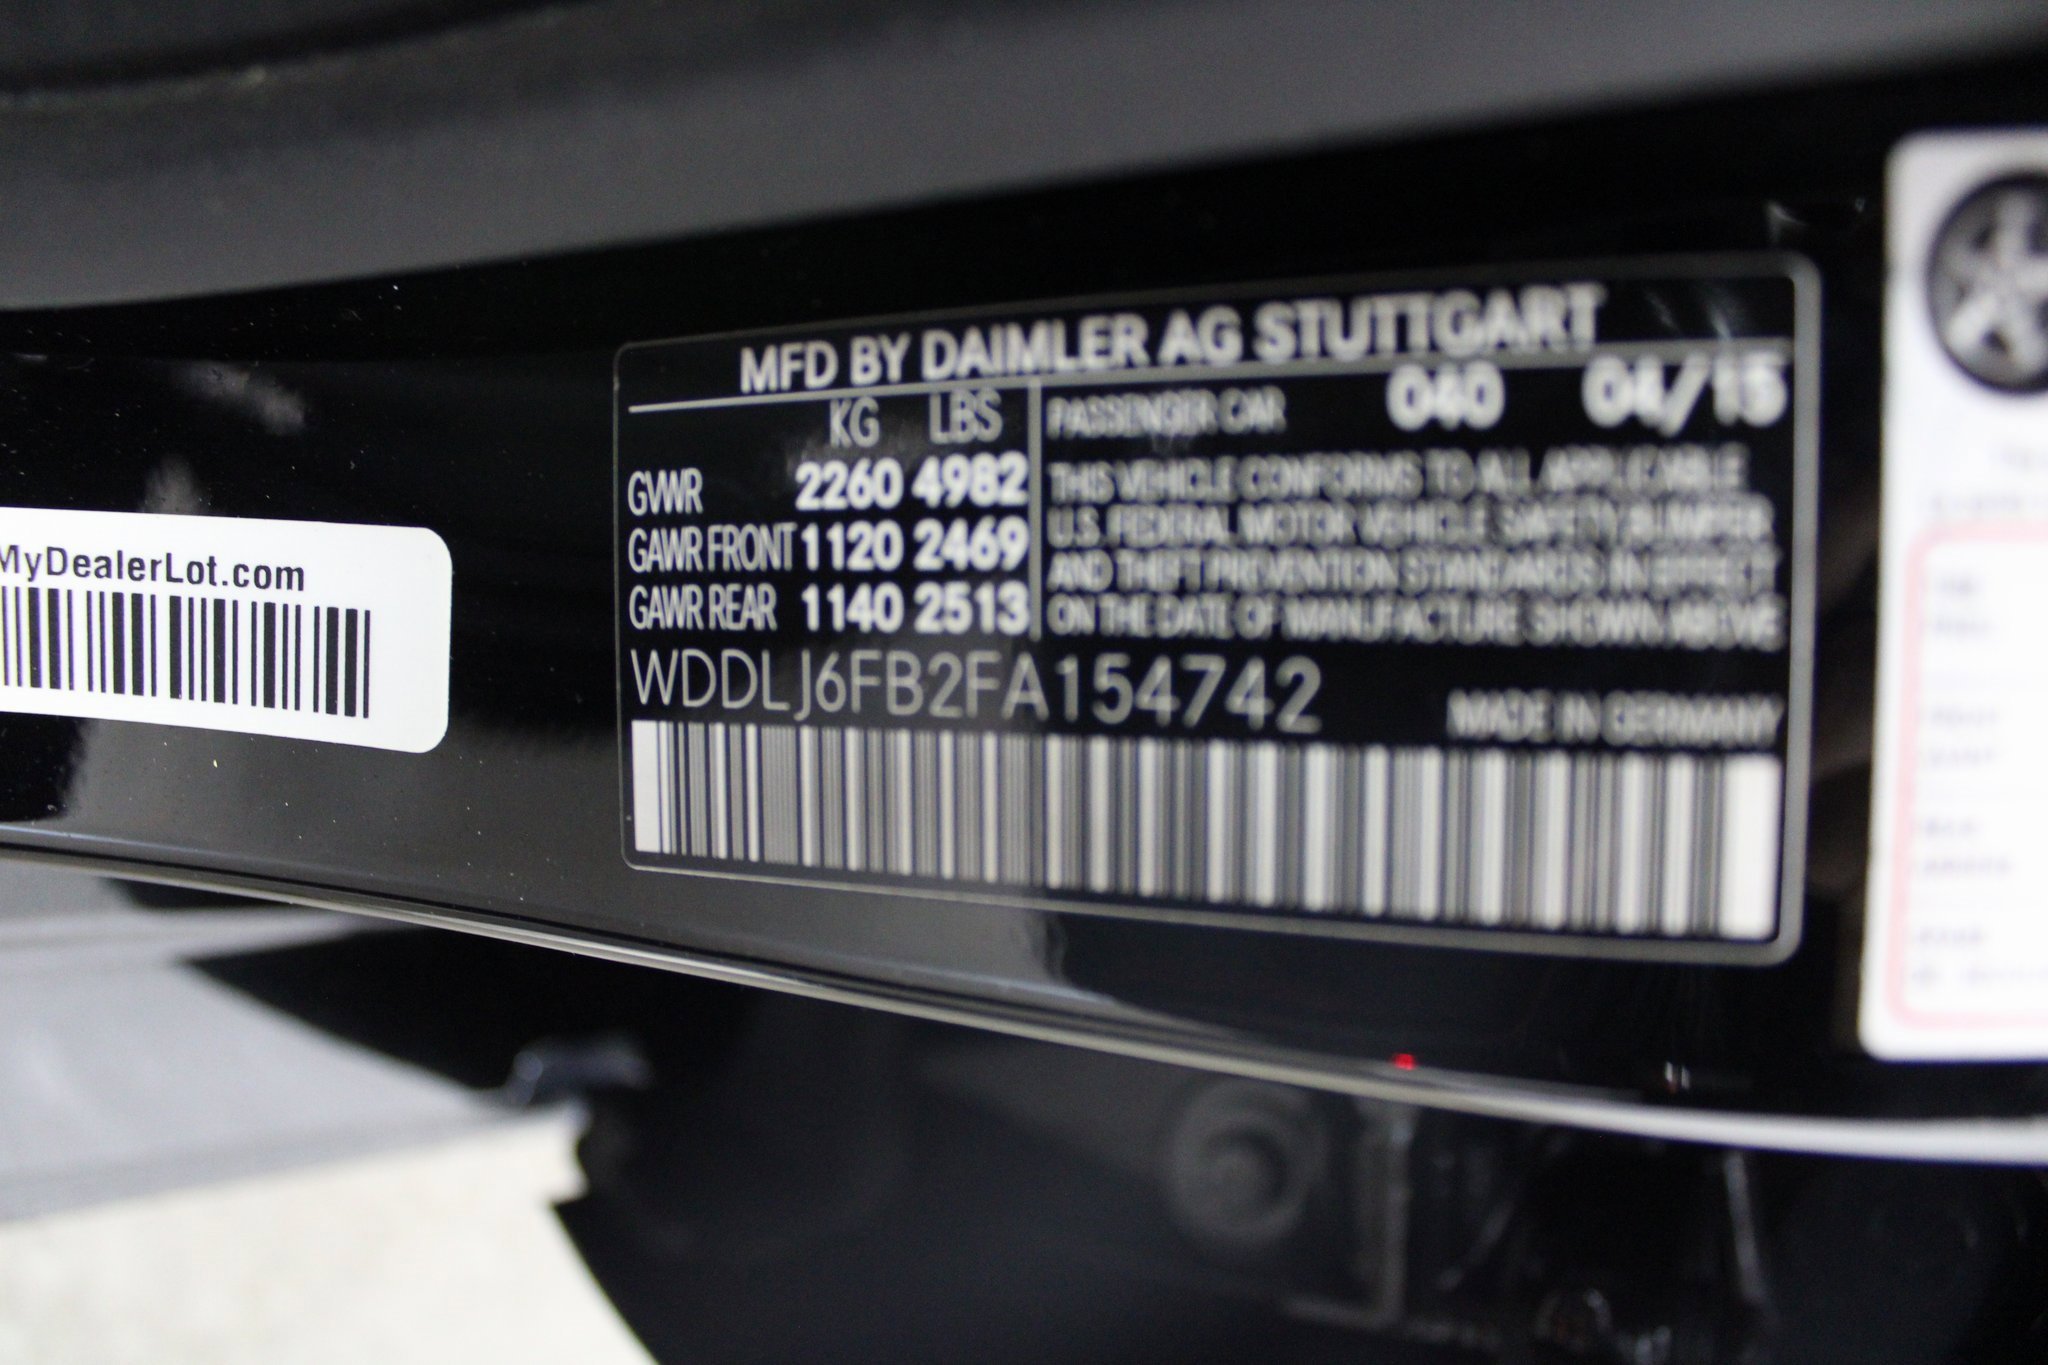 MyDealerLot.com
MFD BY DAIMLER AG STUTTGART
KG LBS
GVWR 2260 4982
GAWR FRONT 1120 2469
GAWR REAR 1140 2513
PASSENGER CAR 040 04/15
THIS VEHICLE CONFORMS TO ALL APPLICABLE
U.S. FEDERAL MOTOR VEHICLE SAFETY BUMPER
AND THEFT PREVENTION STANDARDS IN EFFECT
ON THE DATE OF MANUFACTURE SHOWN ABOVE
WDDLJ6FB2FA154742
MADE IN GERMANY